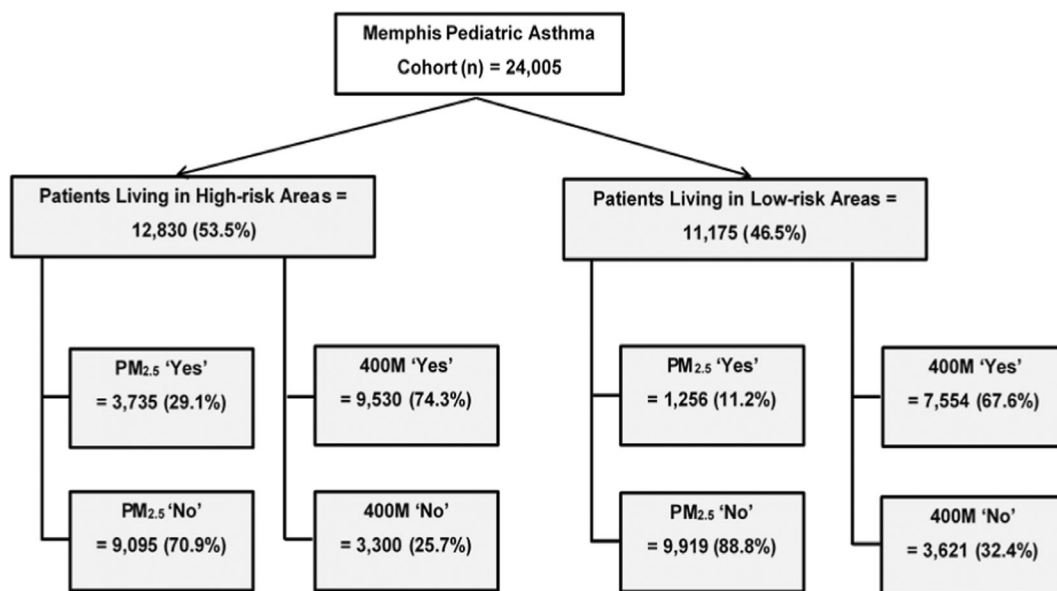 Memphis Pediatric Asthma
Cohort (n) = 24,005
Patients Living in High-risk Areas =
12,830 (53.5%)
Patients Living in Low-risk Areas =
11,175 (46.5%)
PM₂.₅ ‘Yes’
= 3,735 (29.1%)
400M ‘Yes’
= 9,530 (74.3%)
PM₂.₅ ‘Yes’
= 1,256 (11.2%)
400M ‘Yes’
= 7,554 (67.6%)
PM₂.₅ ‘No’
= 9,095 (70.9%)
400M ‘No’
= 3,300 (25.7%)
PM₂.₅ ‘No’
= 9,919 (88.8%)
400M ‘No’
= 3,621 (32.4%)